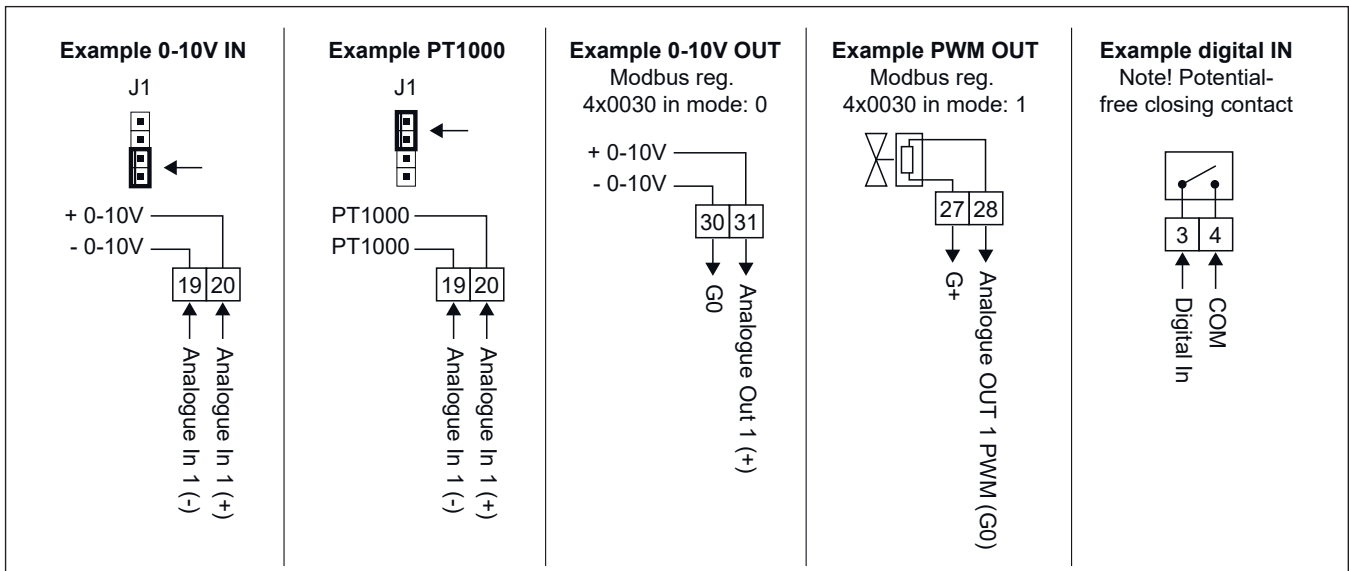 Example 0-10V IN
J1
+ 0-10V
- 0-10V
19 20
Analogue In 1 (-)
Analogue In 1 (+)
Example PT1000
J1
PT1000
PT1000
19 20
Analogue In 1 (-)
Analogue In 1 (+)
Example 0-10V OUT
Modbus reg.
4x0030 in mode: 0
+ 0-10V
- 0-10V
30 31
G0
Analogue Out 1 (+)
Example PWM OUT
Modbus reg.
4x0030 in mode: 1
27 28
G+
Analogue OUT 1 PWM (G0)
Example digital IN
Note! Potential-
free closing contact
3 4
Digital In
COM